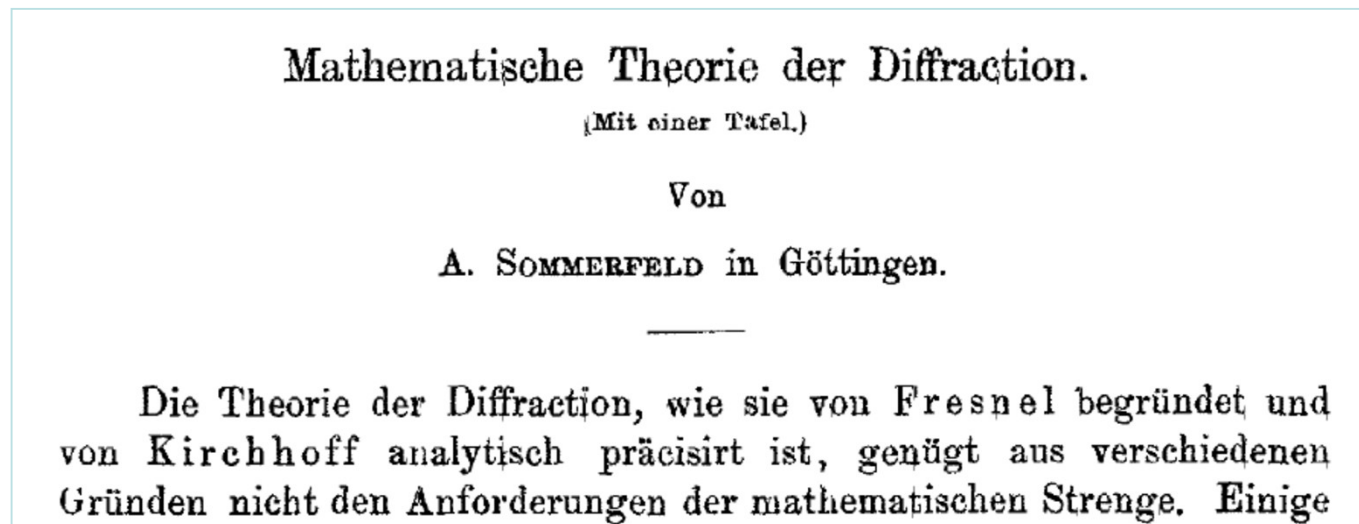 Mathematische Theorie der Diffraction.
(Mit einer Tafel.)
Von
A. SOMMERFELD in Göttingen.
Die Theorie der Diffraction, wie sie von Fresnel begründet und
von Kirchhoff analytisch präcisirt ist, genügt aus verschiedenen
Gründen nicht den Anforderungen der mathematischen Strenge. Einige